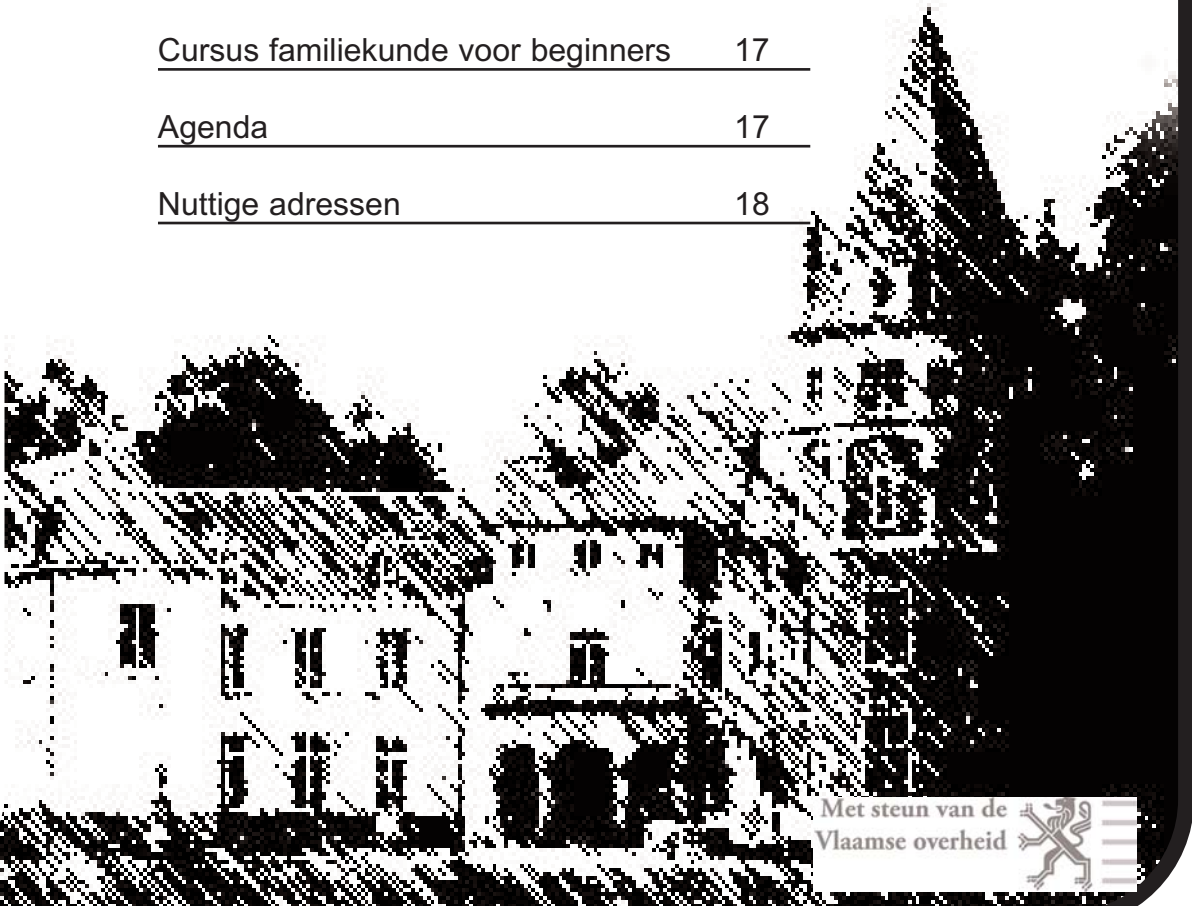 Cursus familiekunde voor beginners 17
Agenda 17
Nuttige adressen 18
Met steun van de
Vlaamse overheid